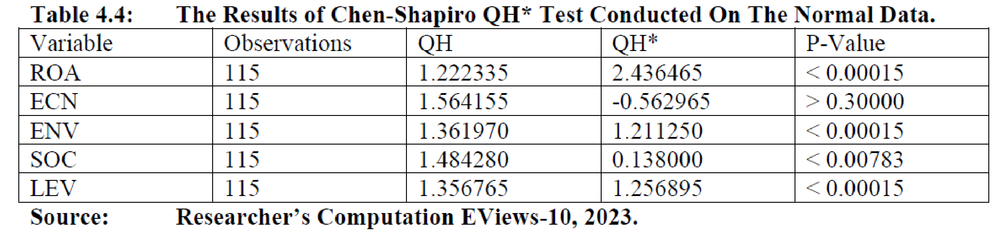 Table 4.4: The Results of Chen-Shapiro QH* Test Conducted On The Normal Data.
Variable Observations QH QH* P-Value
ROA 115 1.222335 2.436465 < 0.00015
ECN 115 1.564155 -0.562965 > 0.30000
ENV 115 1.361970 1.211250 < 0.00015
SOC 115 1.484280 0.138000 < 0.00783
LEV 115 1.356765 1.256895 < 0.00015
Source: Researcher’s Computation EViews-10, 2023.